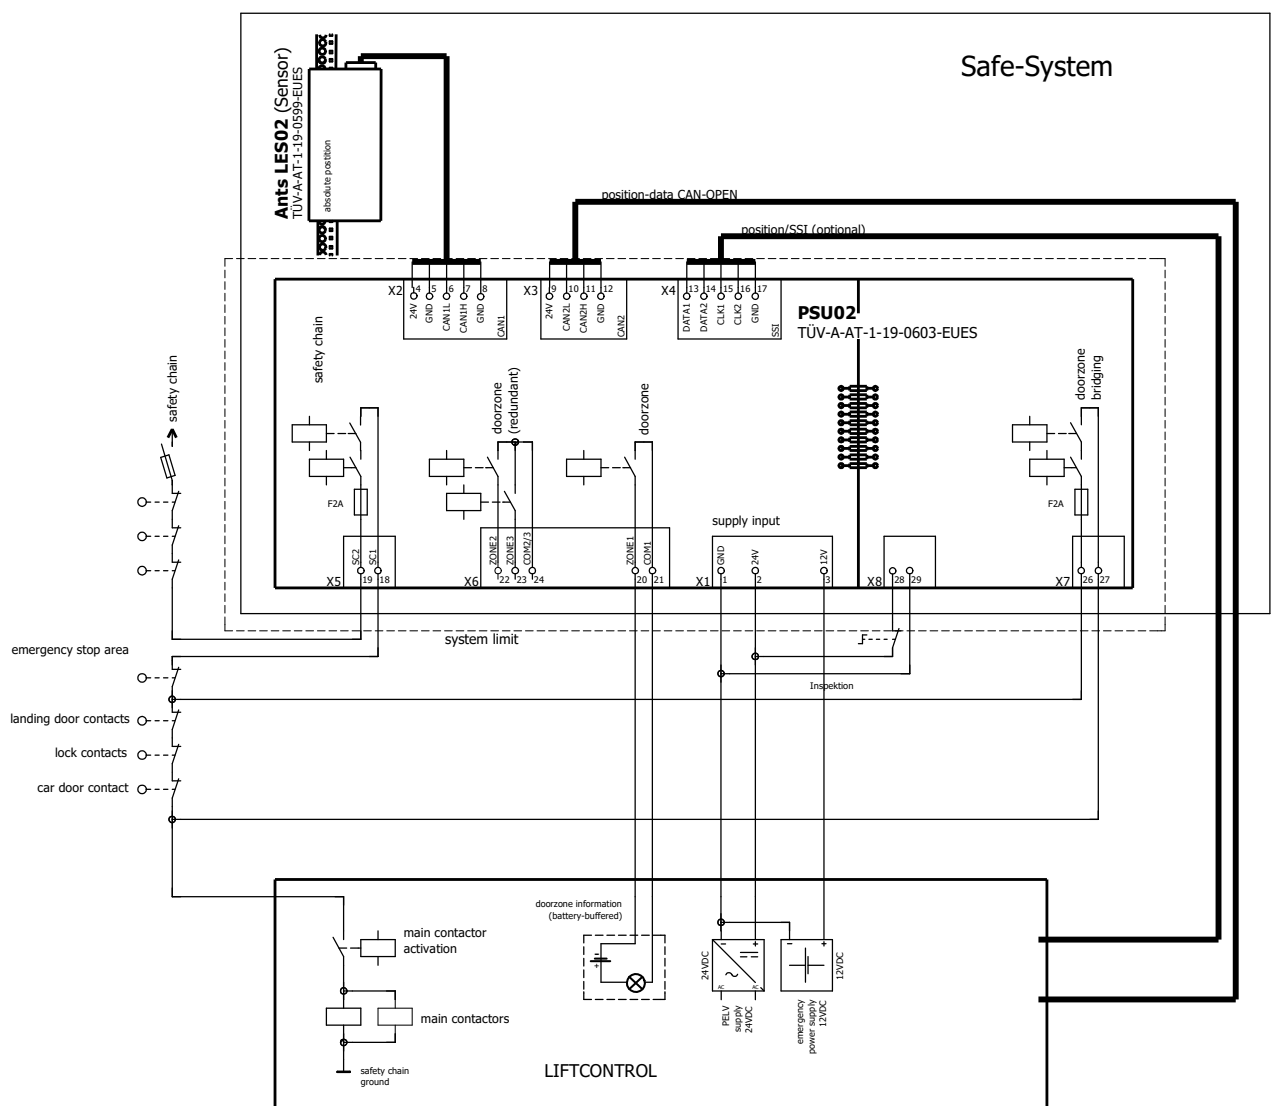 Safe-System
Ants LES02 (Sensor)
TÜV-A-AT-1-19-0599-EUES
absolute postition
position-data CAN-OPEN
position/SSI (optional)
X2
4
5
6
7
8
24V
GND
CAN1L
CAN1H
GND
CAN1
X3
9
10
11
12
24V
CAN2L
CAN2H
GND
CAN2
X4
13
14
15
16
17
DATA1
DATA2
CLK1
CLK2
GND
SSI
PSU02
TÜV-A-AT-1-19-0603-EUES
safety chain
safety chain
doorzone
(redundant)
doorzone
doorzone
bridging
F2A
F2A
supply input
SC2
SC1
X5
19
18
ZONE2
ZONE3
COM2/3
X6
22
23
24
ZONE1
COM1
20
21
GND
24V
12V
X1
1
2
3
X8
28
29
X7
26
27
system limit
emergency stop area
Inspektion
landing door contacts
lock contacts
car door contact
doorzone information
(battery-buffered)
-
+
main contactor
activation
main contactors
safety chain
ground
24VDC
-
+
AC
AC
PELV
supply
24VDC
-
+
12VDC
emergency
power supply
12VDC
LIFTCONTROL